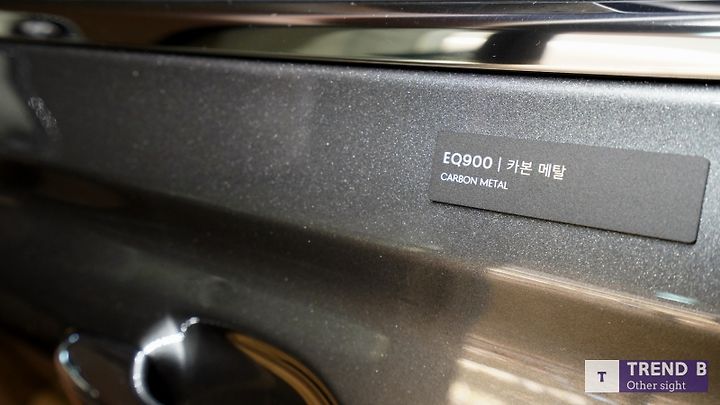 EQ900 | 카본 메탈
CARBON METAL
T TREND B
Other sight